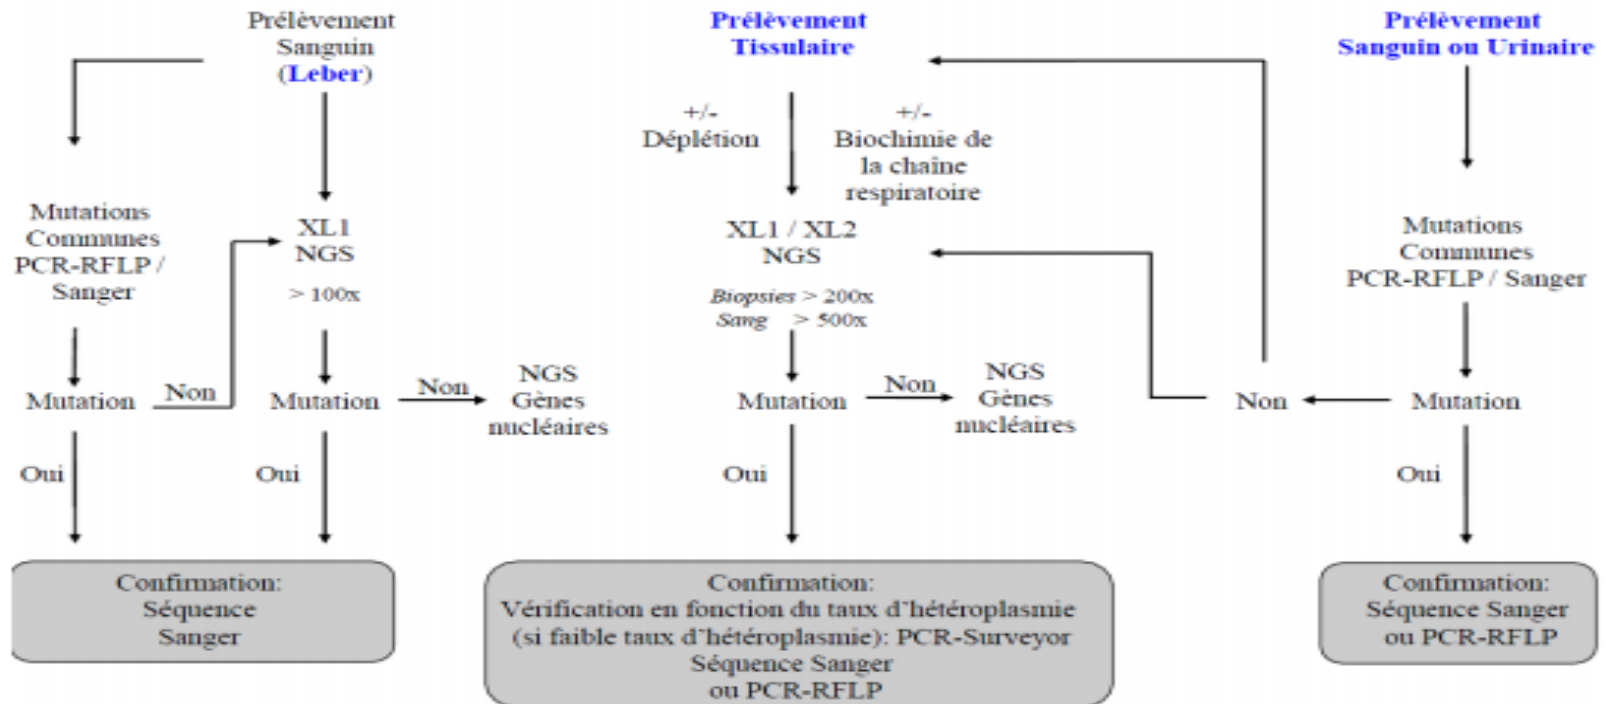 Prélèvement
Sanguin
(Leber)
Mutations
Communes
PCR-RFLP /
Sanger
XL1
NGS
> 100x
Mutation
Non
Mutation
Non
NGS
Gènes
nucléaires
Oui
Oui
Confirmation:
Séquence
Sanger
Prélèvement
Tissulaire
+/-
Déplétion
+/-
Biochimie de
la chaîne
respiratoire
XL1 / XL2
NGS
Biopsies > 200x
Sang > 500x
Mutation
Non
NGS
Gènes
nucléaires
Oui
Confirmation:
Vérification en fonction du taux d'hétéroplasmie
(si faible taux d'hétéroplasmie): PCR-Surveyor
Séquence Sanger
ou PCR-RFLP
Prélèvement
Sanguin ou Urinaire
Mutations
Communes
PCR-RFLP / Sanger
Non
Mutation
Oui
Confirmation:
Séquence Sanger
ou PCR-RFLP